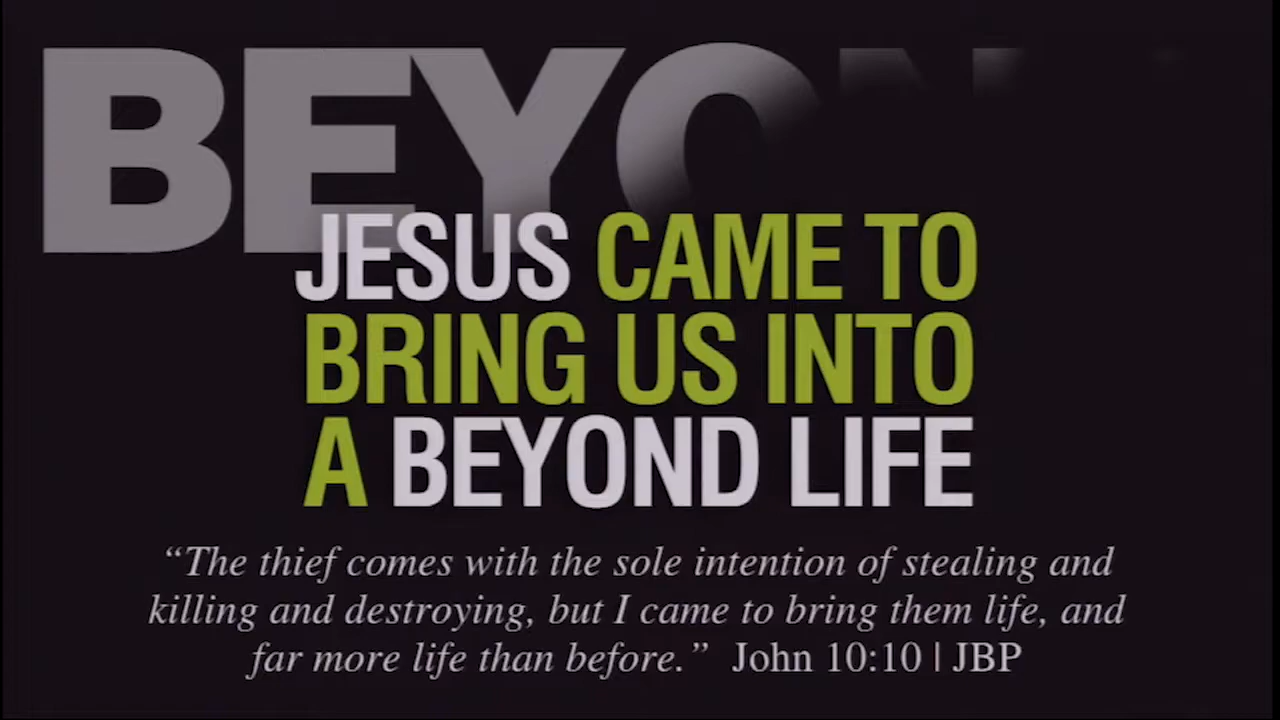 BEYON
JESUS CAME TO
BRING US INTO
A BEYOND LIFE
“The thief comes with the sole intention of stealing and
killing and destroying, but I came to bring them life, and
far more life than before.” John 10:10 | JBP